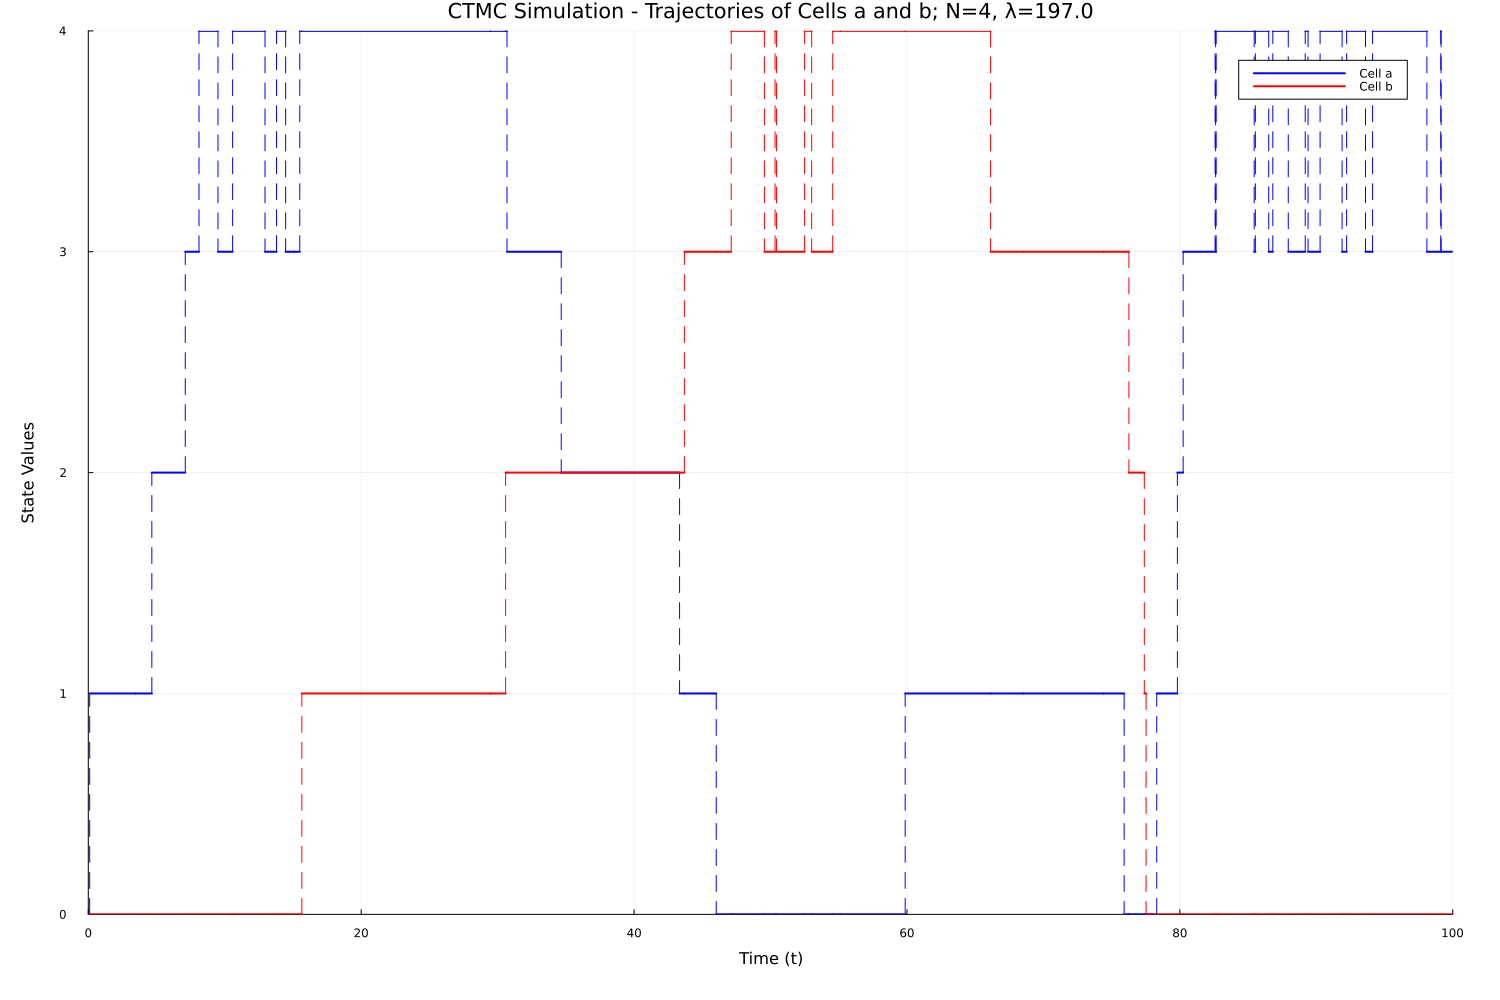 CTMC Simulation - Trajectories of Cells a and b; N=4, λ=197.0
4
Cell a
Cell b
3
State Values
2
1
0
0 20 40 60 80 100
Time (t)